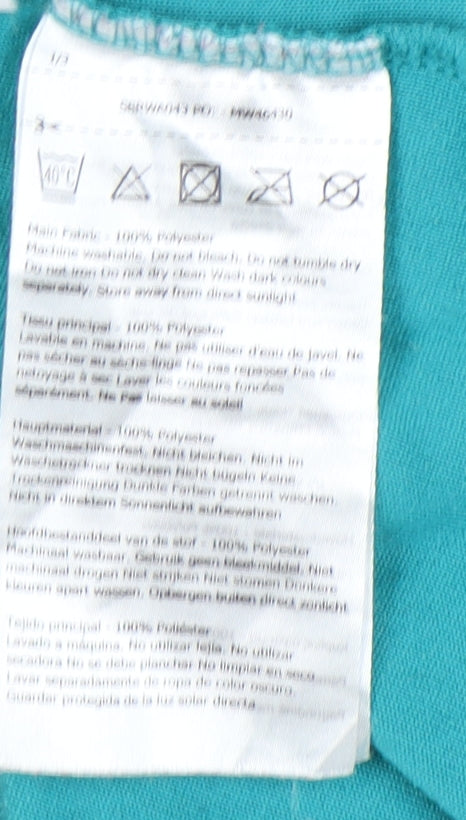 1/3
40°C
Main Fabric - 100% Polyester
Machine washable, Do not bleach, Do not tumble dry
Do not iron Do not dry clean Wash dark colours
separately. Store away from direct sunlight
Tissu principal - 100% Polyester
Lavable en machine, Ne pas utiliser d'eau de javel, Ne
pas sécher au sèche-linge Ne pas repasser Pas de
nettoyage à sec Laver les couleurs foncées
séparément. Ne pas laisser au soleil
Hauptmaterial - 100% Polyester
Waschmaschinenfest, Nicht bleichen, Nicht im
Wäschetrockner trocknen Nicht bügeln Keine
Trockenreinigung Dunkle Farben getrennt waschen.
Nicht in direktem Sonnenlicht aufbewahren
Hoofdbestanddeel van de stof - 100% Polyester
Machinaal wasbaar, Gebruik geen bleekmiddel, Niet
machinaal drogen Niet strijken Niet stomen Donkere
kleuren apart wassen. Opbergen buiten direct zonlicht
Tejido principal - 100% Poliéster
Lavado a máquina, No utilizar lejía, No utilizar
secadora No se debe planchar No limpiar en seco
Lavar separadamente de ropa de color oscuro.
Guardar protegida de la luz solar directa